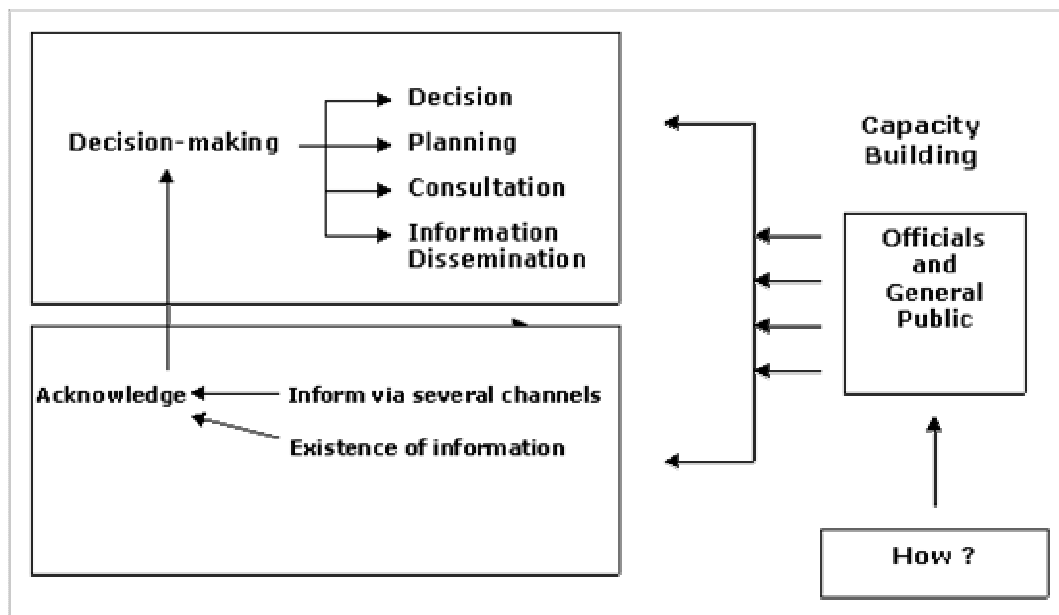 Decision-making
Decision
Planning
Consultation
Information
Dissemination
Acknowledge
Inform via several channels
Existence of information
Capacity
Building
Officials
and
General
Public
How ?